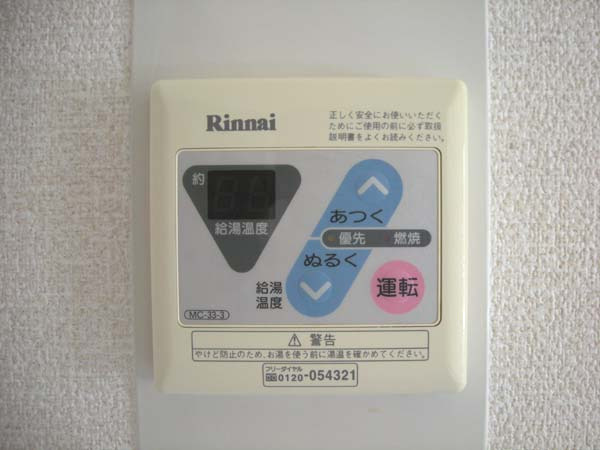 Rinnai
正しく安全にお使いいただく
ためにご使用の前に必ず取扱
説明書をよくお読みください。
約
給湯温度
あつく
優先 燃焼
ぬるく
給湯
温度
運転
MC-33-3
⚠ 警告
やけど防止のため、お湯を使う前に湯温を確かめてください。
フリーダイヤル
0120-054321